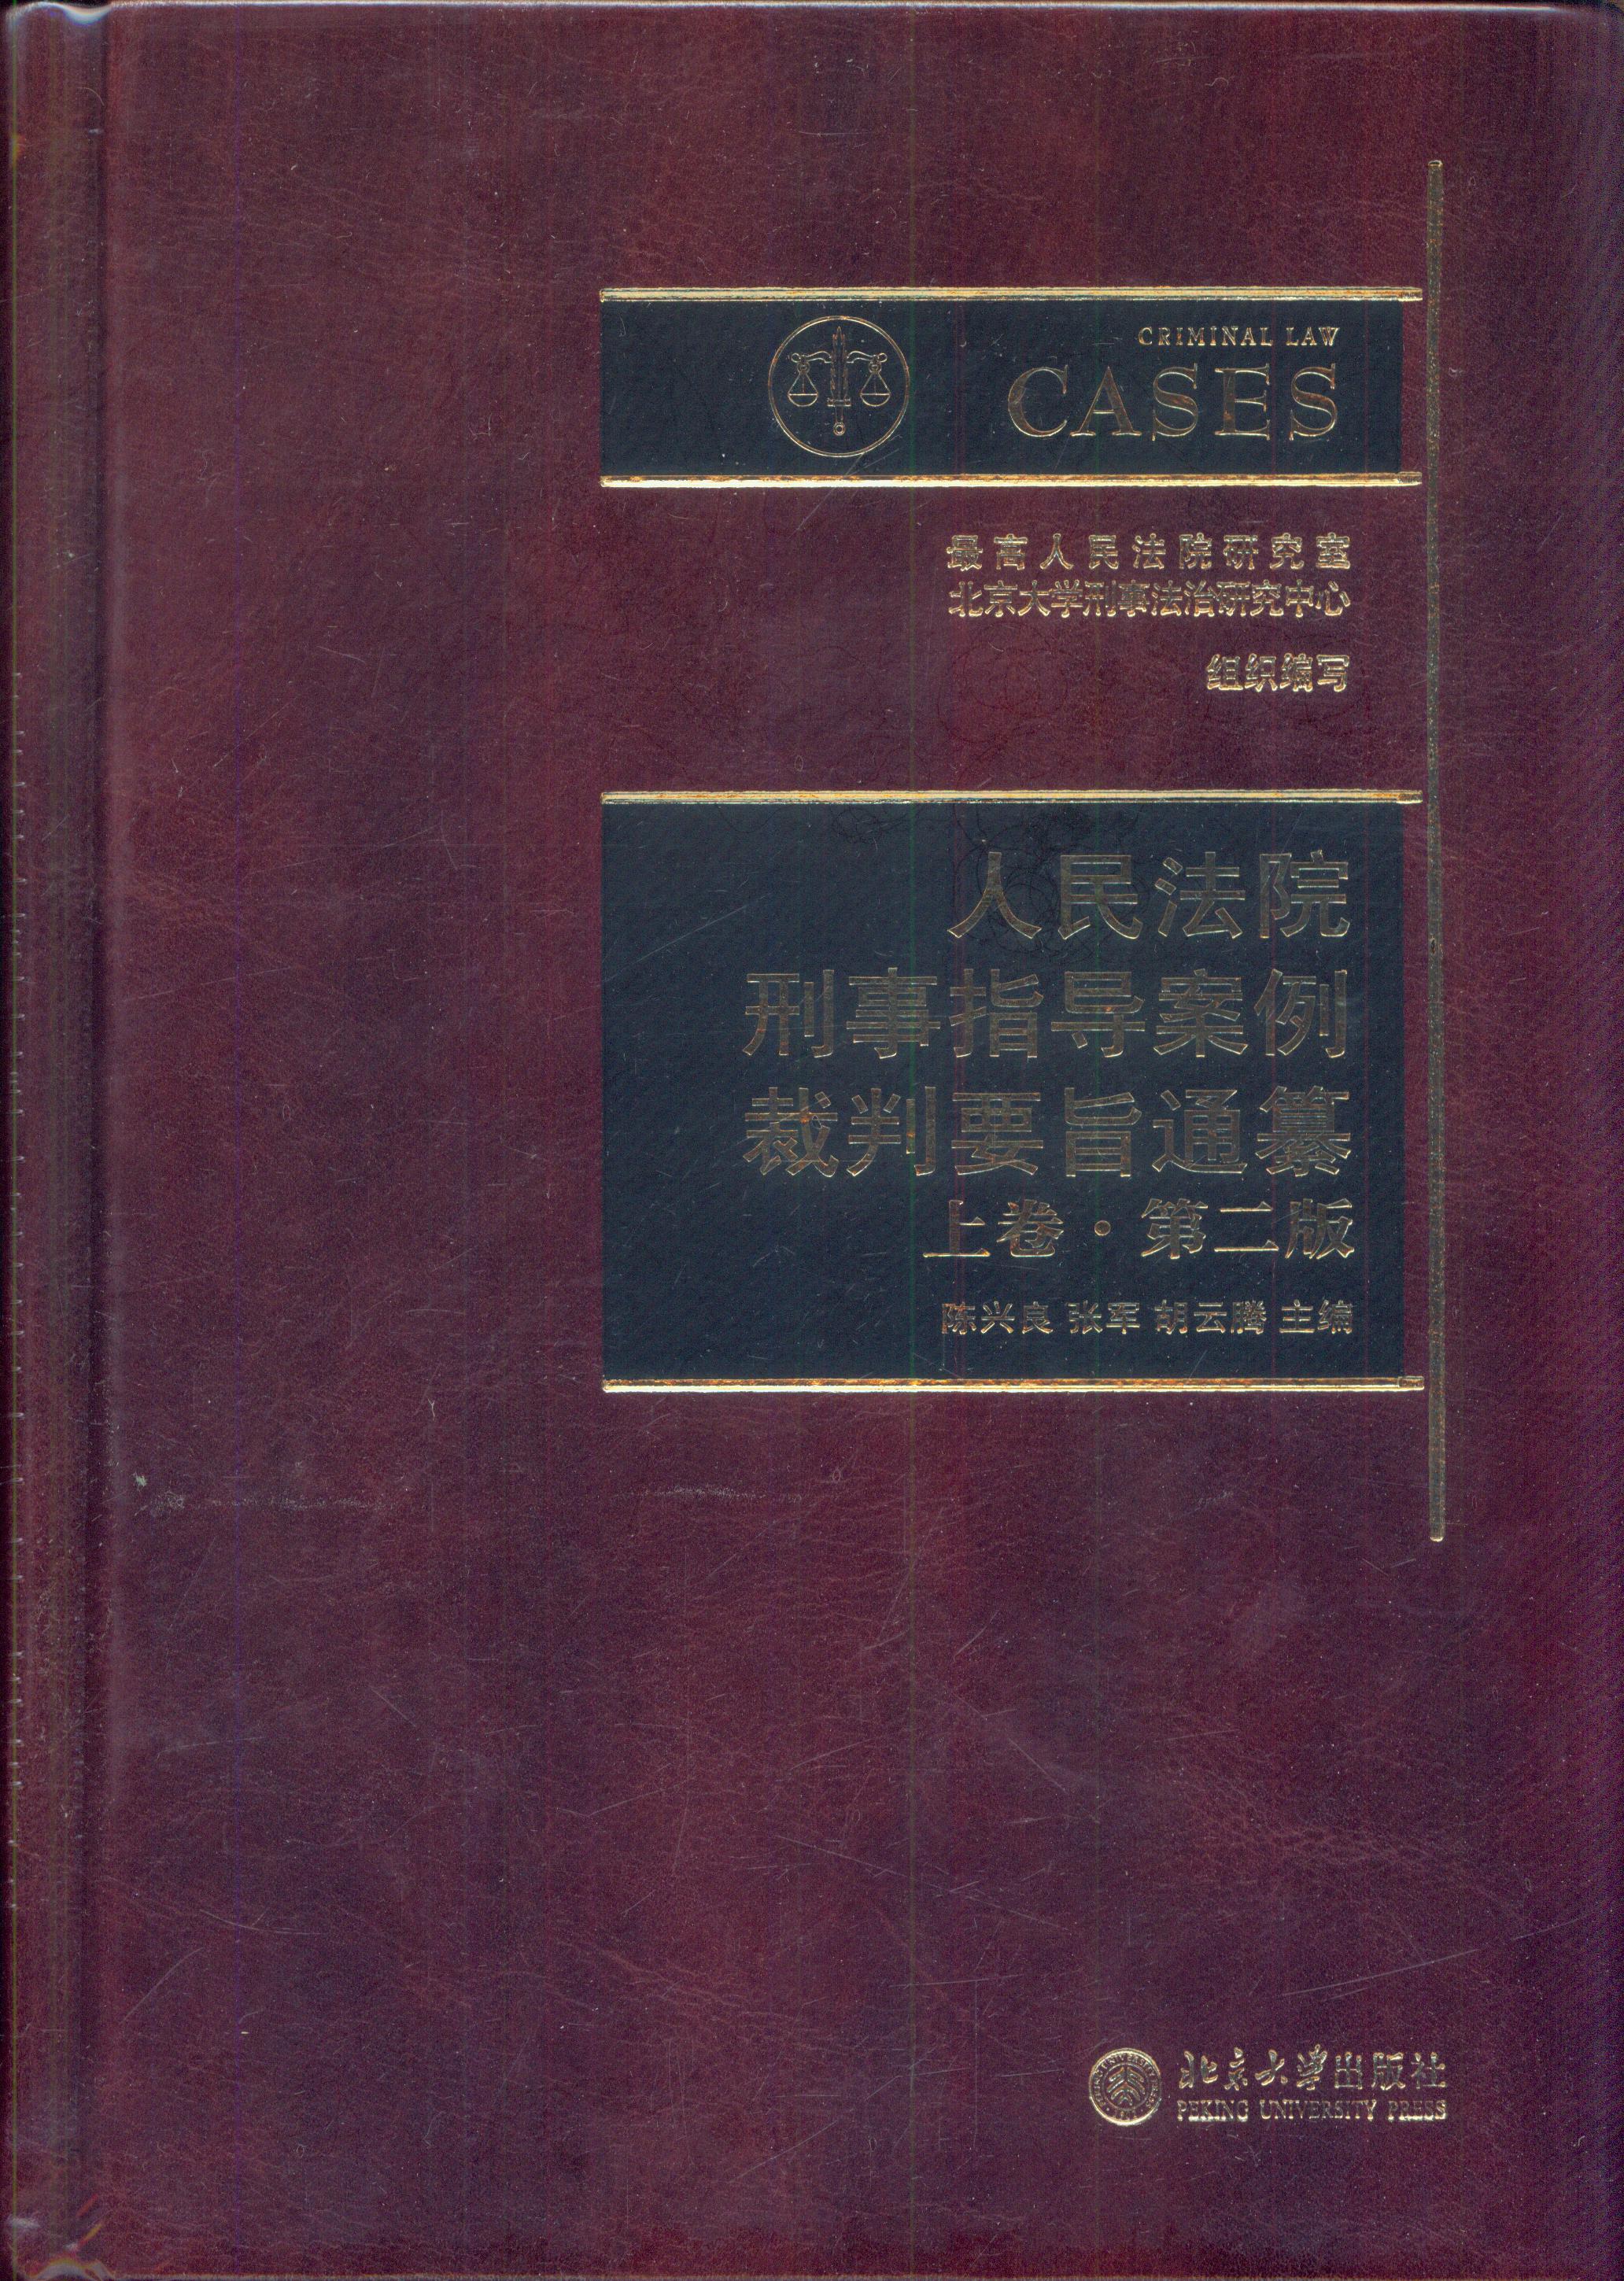 CRIMINAL LAW
CASES
最高人民法院研究室
北京大学刑事法治研究中心
组织编写
人民法院
刑事指导案例
裁判要旨通纂
上卷·第二版
陈兴良 张军 胡云腾 主编
北京大学出版社
PEKING UNIVERSITY PRESS